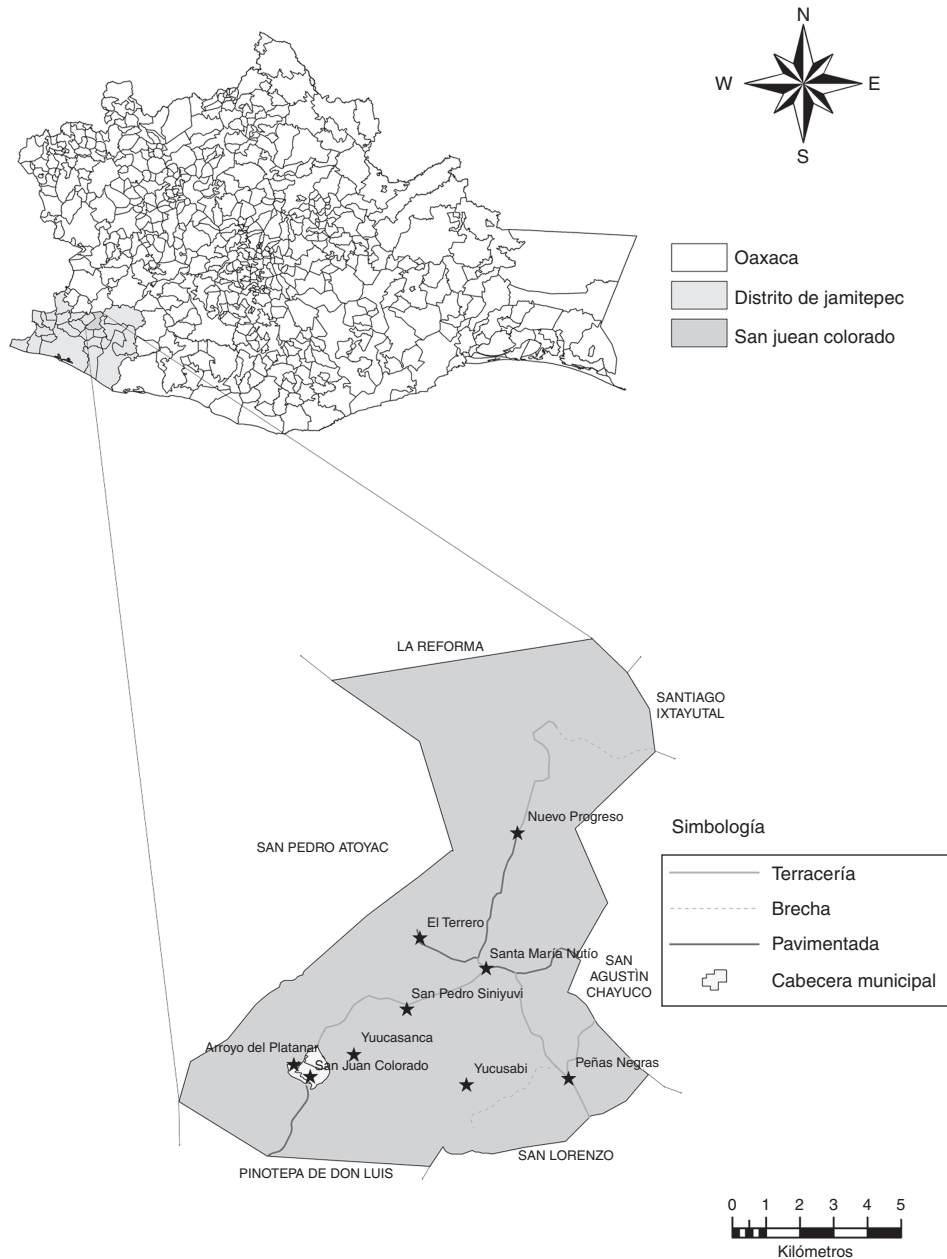 N
W
E
S
Oaxaca
Distrito de jamitepec
San juean colorado
LA REFORMA
SANTIAGO
IXTAYUTAL
Nuevo Progreso
SAN PEDRO ATOYAC
El Terrero
Santa María Nutío
SAN
AGUSTÌN
CHAYUCO
San Pedro Siniyuvi
Yuucasanca
Arroyo del Platanar
San Juan Colorado
Yucusabi
Peñas Negras
SAN LORENZO
PINOTEPA DE DON LUIS
Simbología
Terracería
Brecha
Pavimentada
Cabecera municipal
0 1 2 3 4 5
Kilómetros